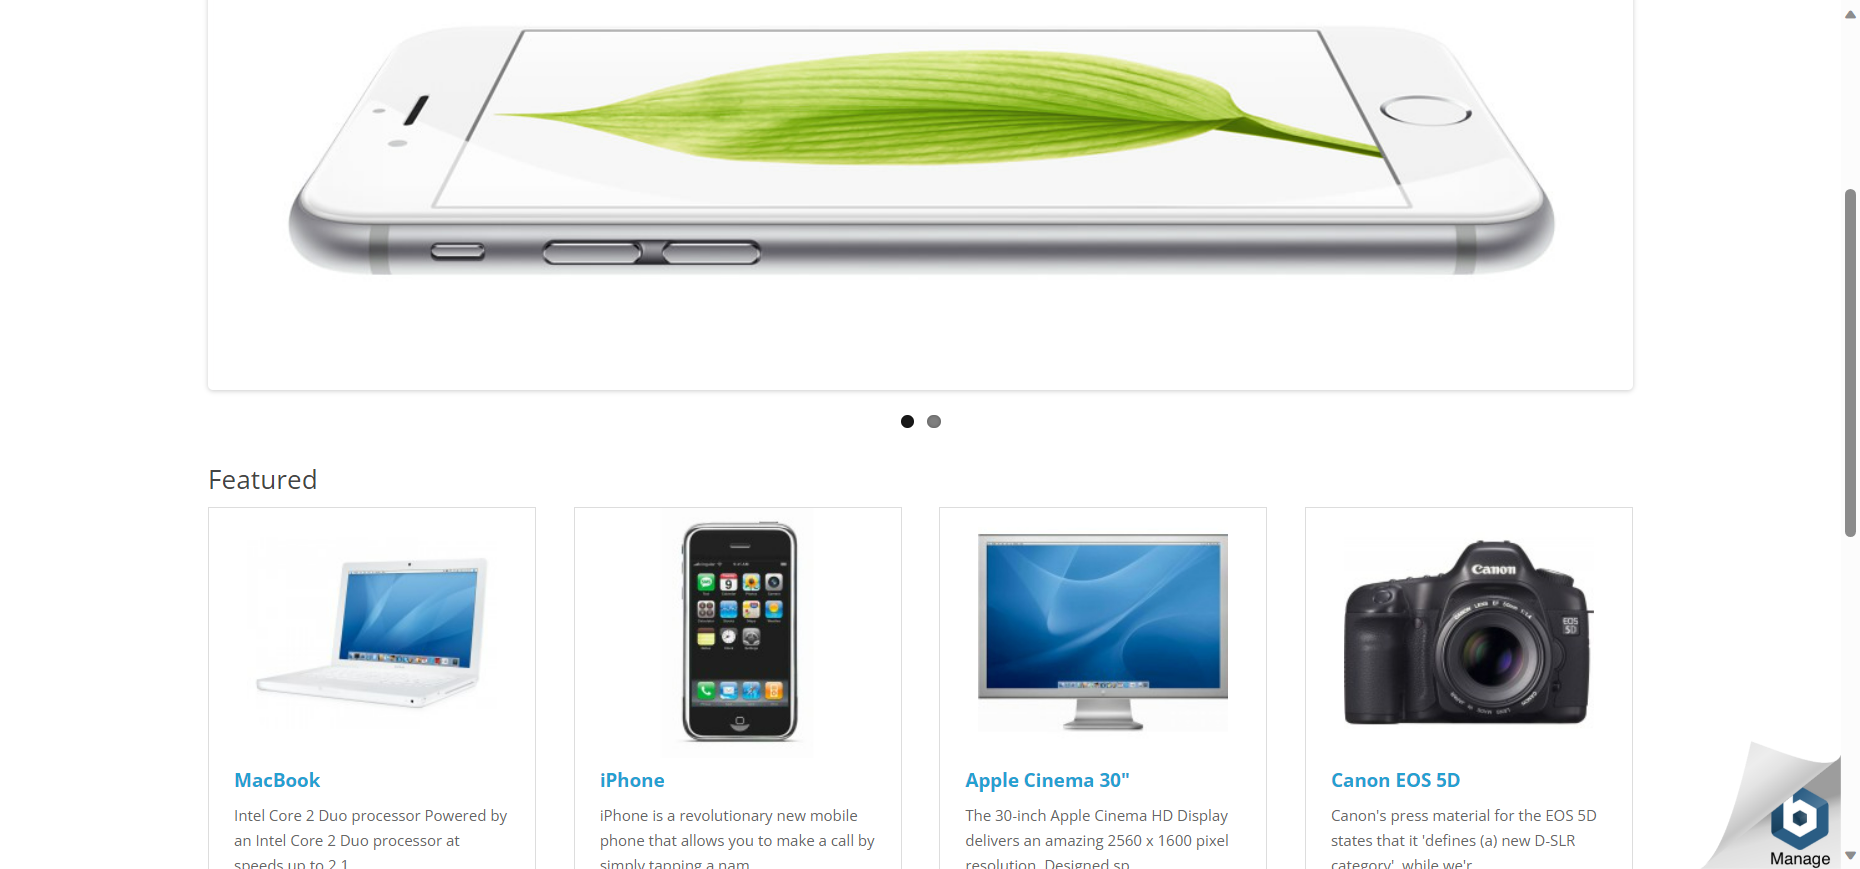 Featured
Canon
EOS
5D
MacBook
Intel Core 2 Duo processor Powered by
an Intel Core 2 Duo processor at
speeds up to 2.1
iPhone
iPhone is a revolutionary new mobile
phone that allows you to make a call by
simply tapping a nam
Apple Cinema 30"
The 30-inch Apple Cinema HD Display
delivers an amazing 2560 x 1600 pixel
resolution. Designed sp
Canon EOS 5D
Canon's press material for the EOS 5D
states that it 'defines (a) new D-SLR
category', while we'r
Manage